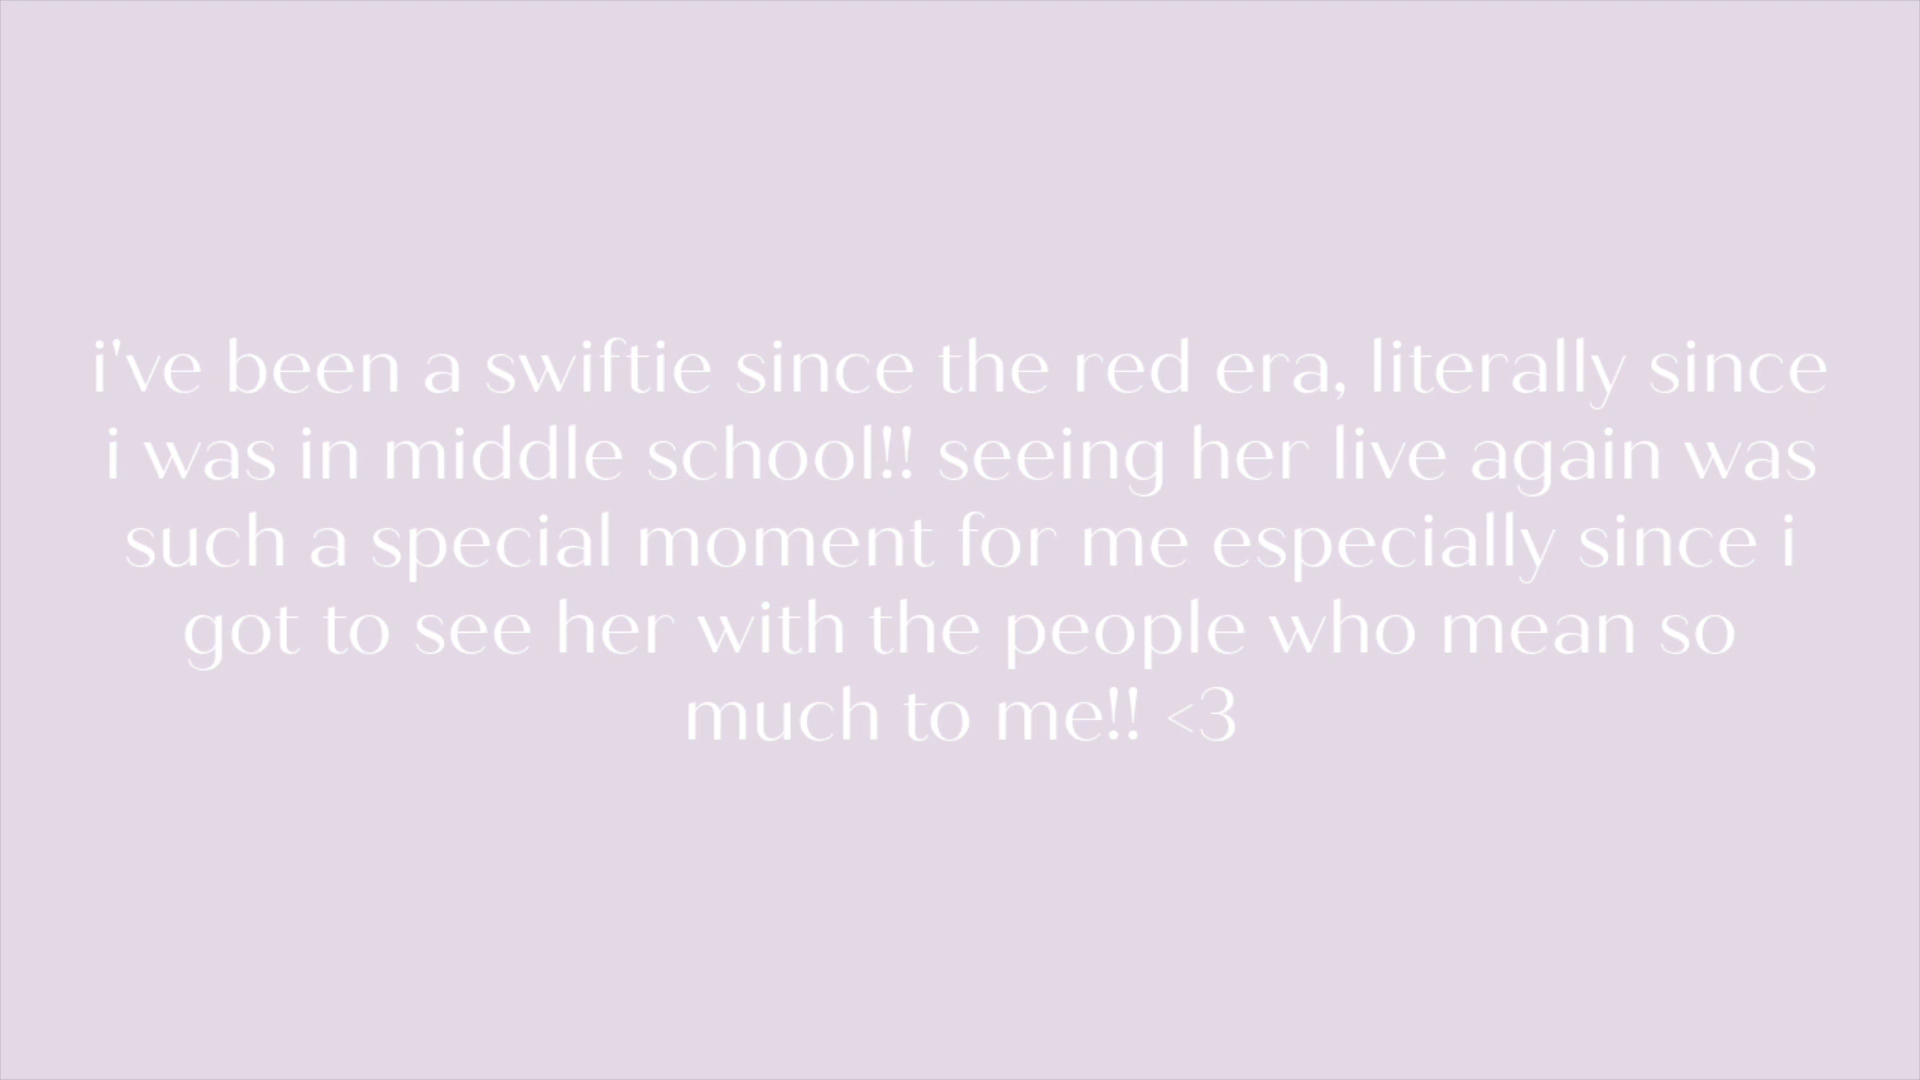 i've been a swiftie since the red era, literally since
i was in middle school!! seeing her live again was
such a special moment for me especially since i
got to see her with the people who mean so
much to me!! <3